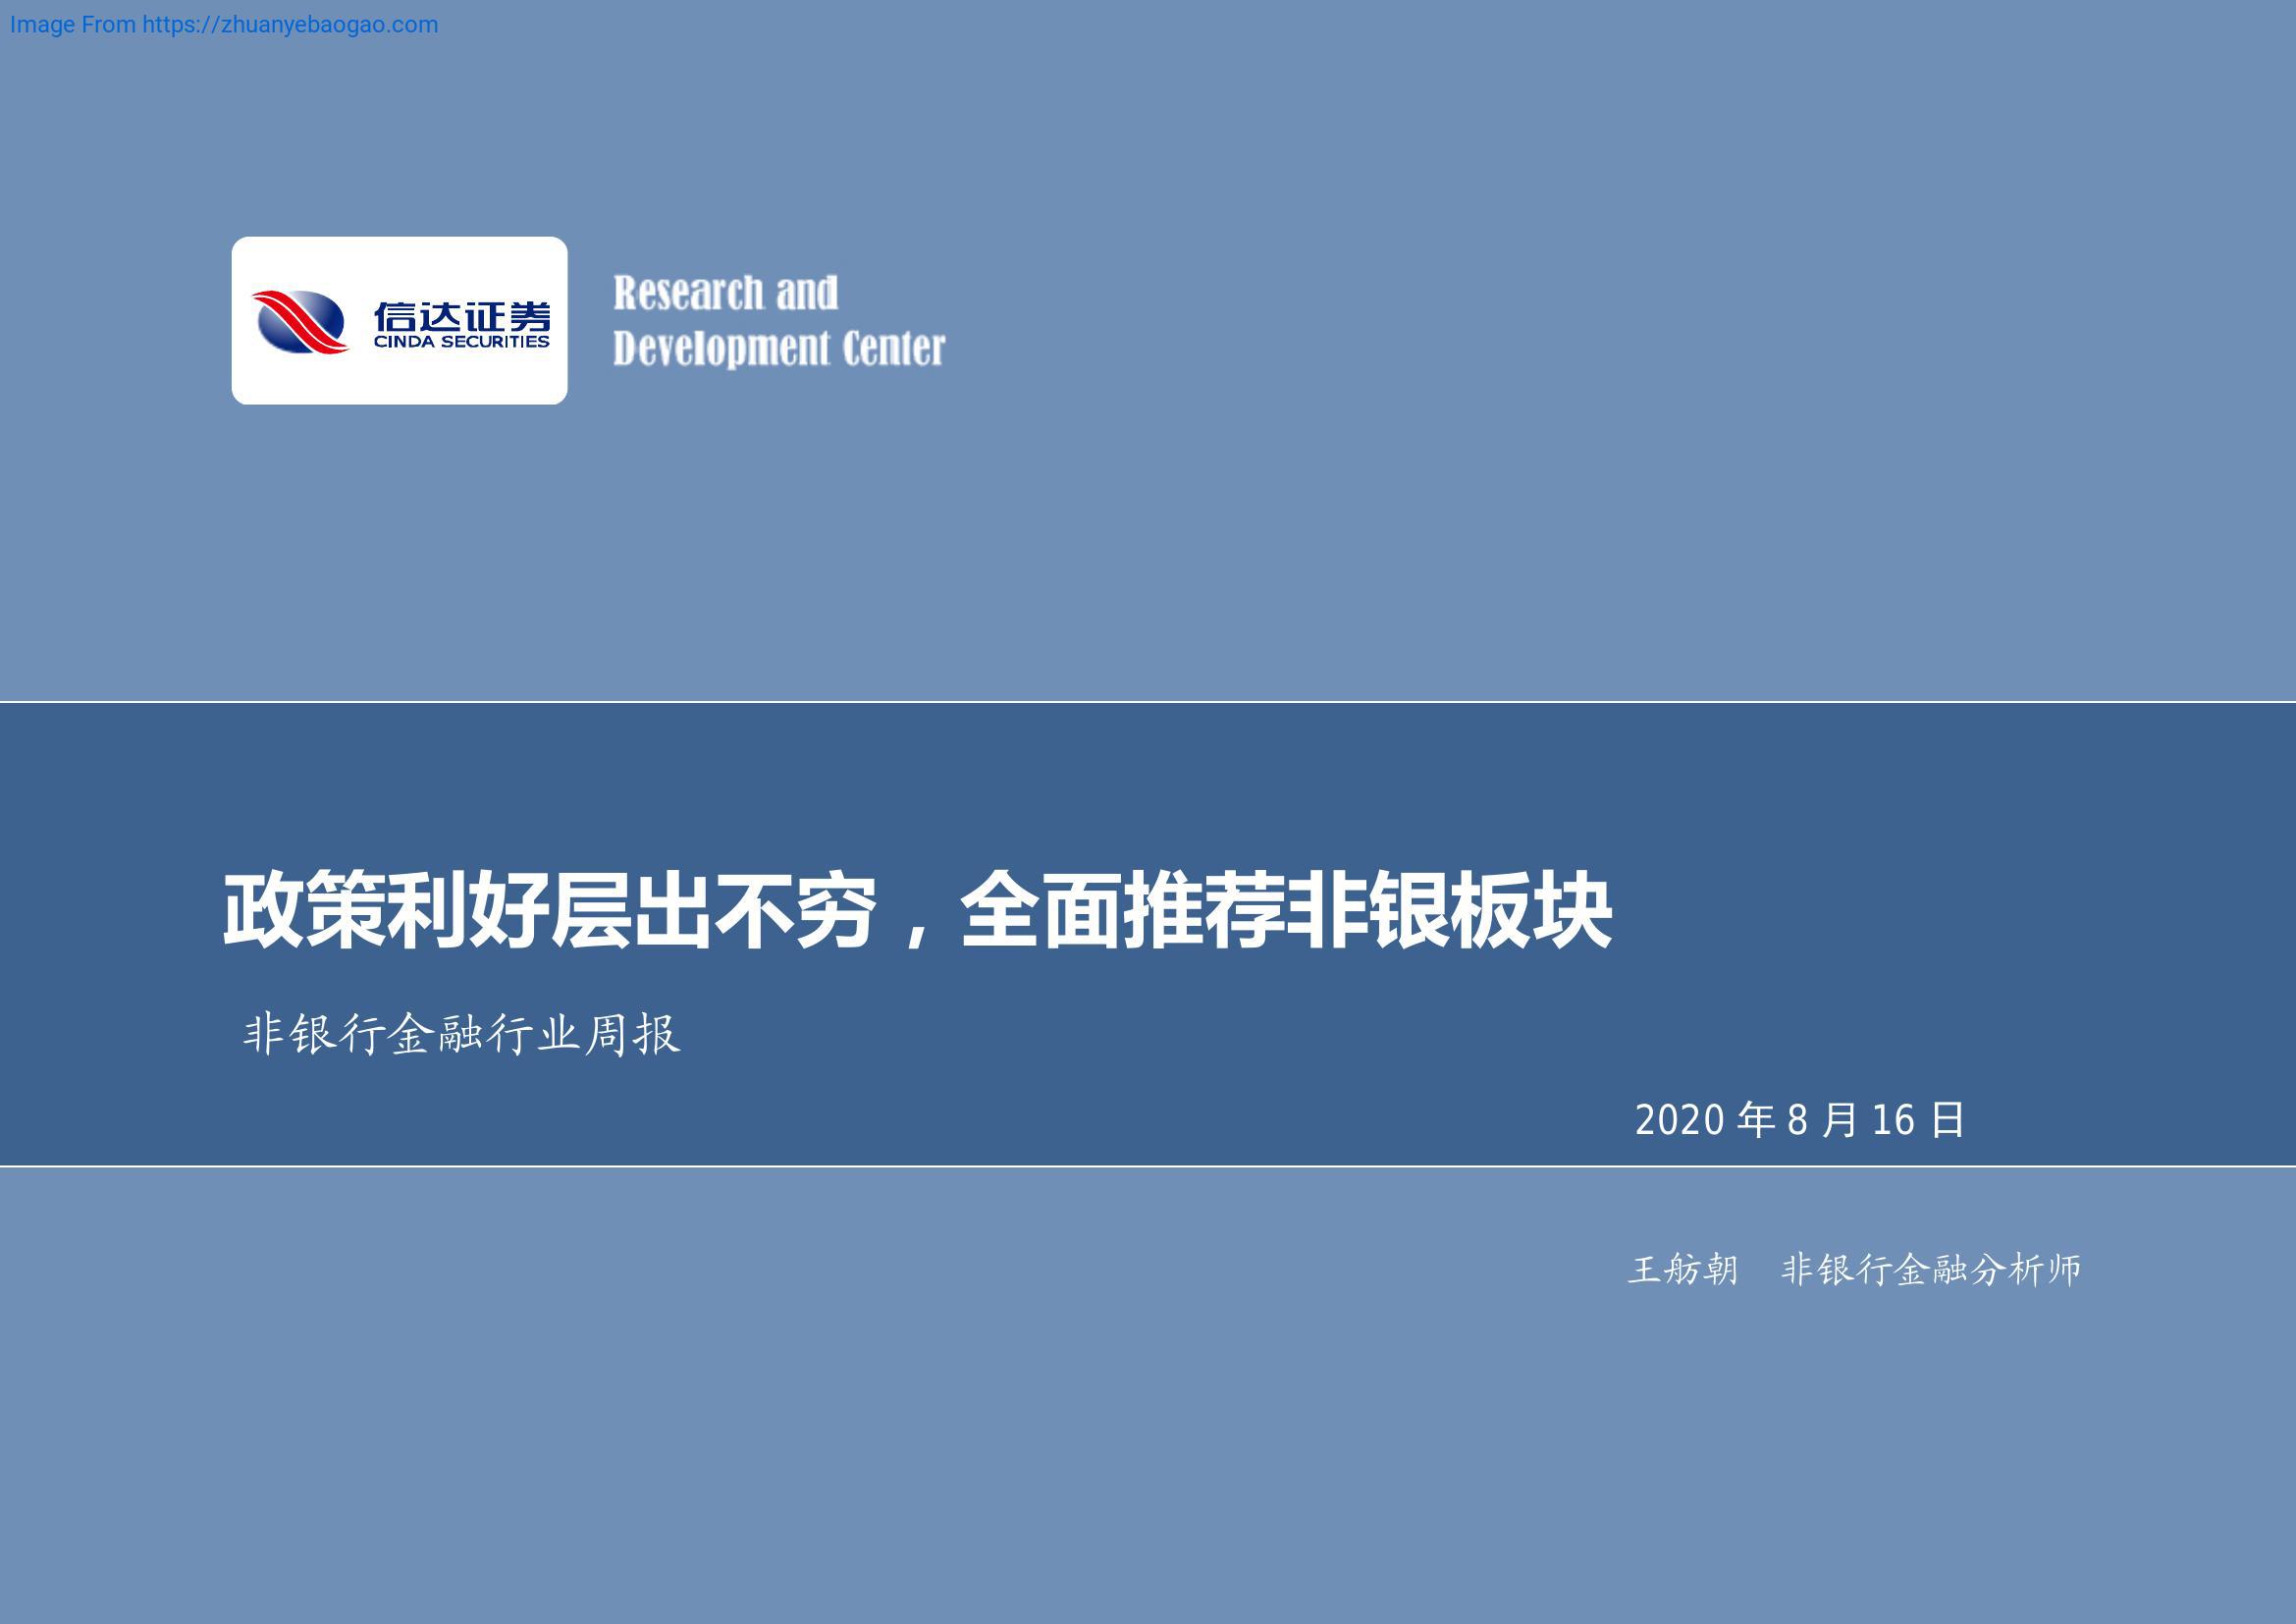 Image From https://zhuanyebaogao.com
信达证券
CINDA SECURITIES
Research and
Development Center
政策利好层出不穷，全面推荐非银板块
非银行金融行业周报
2020 年 8 月 16 日
王舫朝 非银行金融分析师